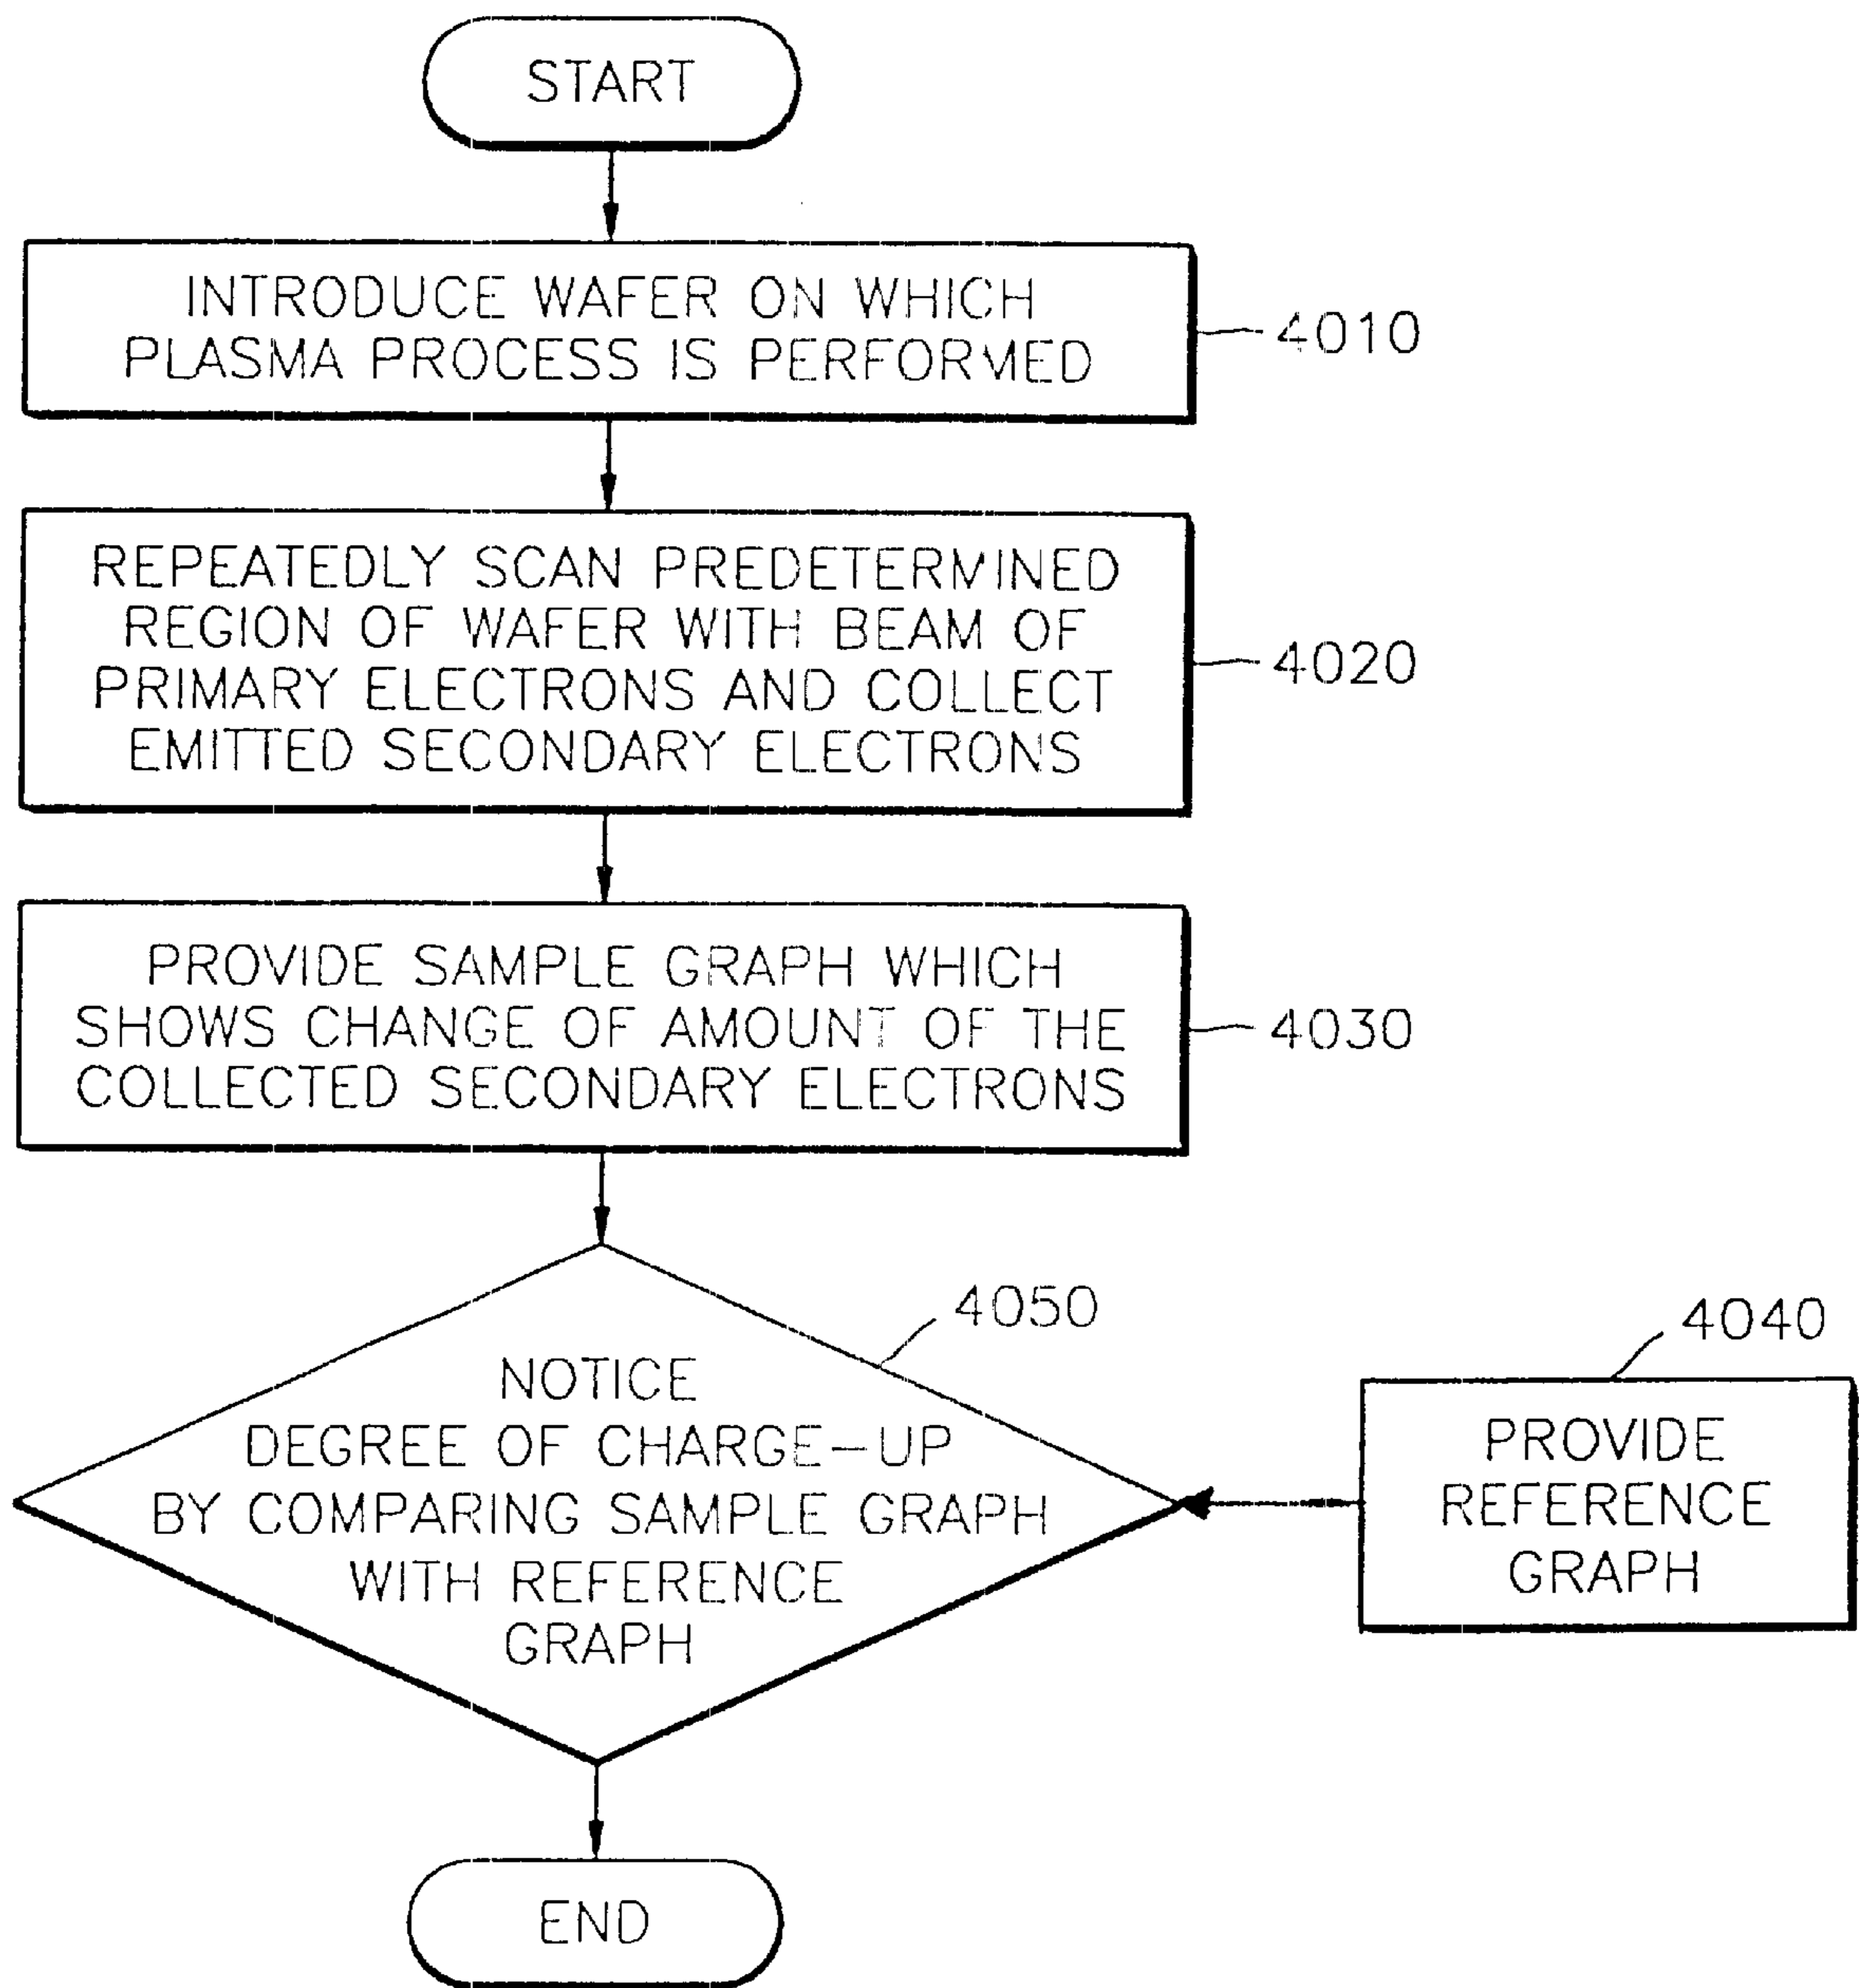 START
INTRODUCE WAFER ON WHICH
PLASMA PROCESS IS PERFORMED
4010
REPEATEDLY SCAN PREDETERMINED
REGION OF WAFER WITH BEAM OF
PRIMARY ELECTRONS AND COLLECT
EMITTED SECONDARY ELECTRONS
4020
PROVIDE SAMPLE GRAPH WHICH
SHOWS CHANGE OF AMOUNT OF THE
COLLECTED SECONDARY ELECTRONS
4030
4050
NOTICE
DEGREE OF CHARGE-UP
BY COMPARING SAMPLE GRAPH
WITH REFERENCE
GRAPH
4040
PROVIDE
REFERENCE
GRAPH
END